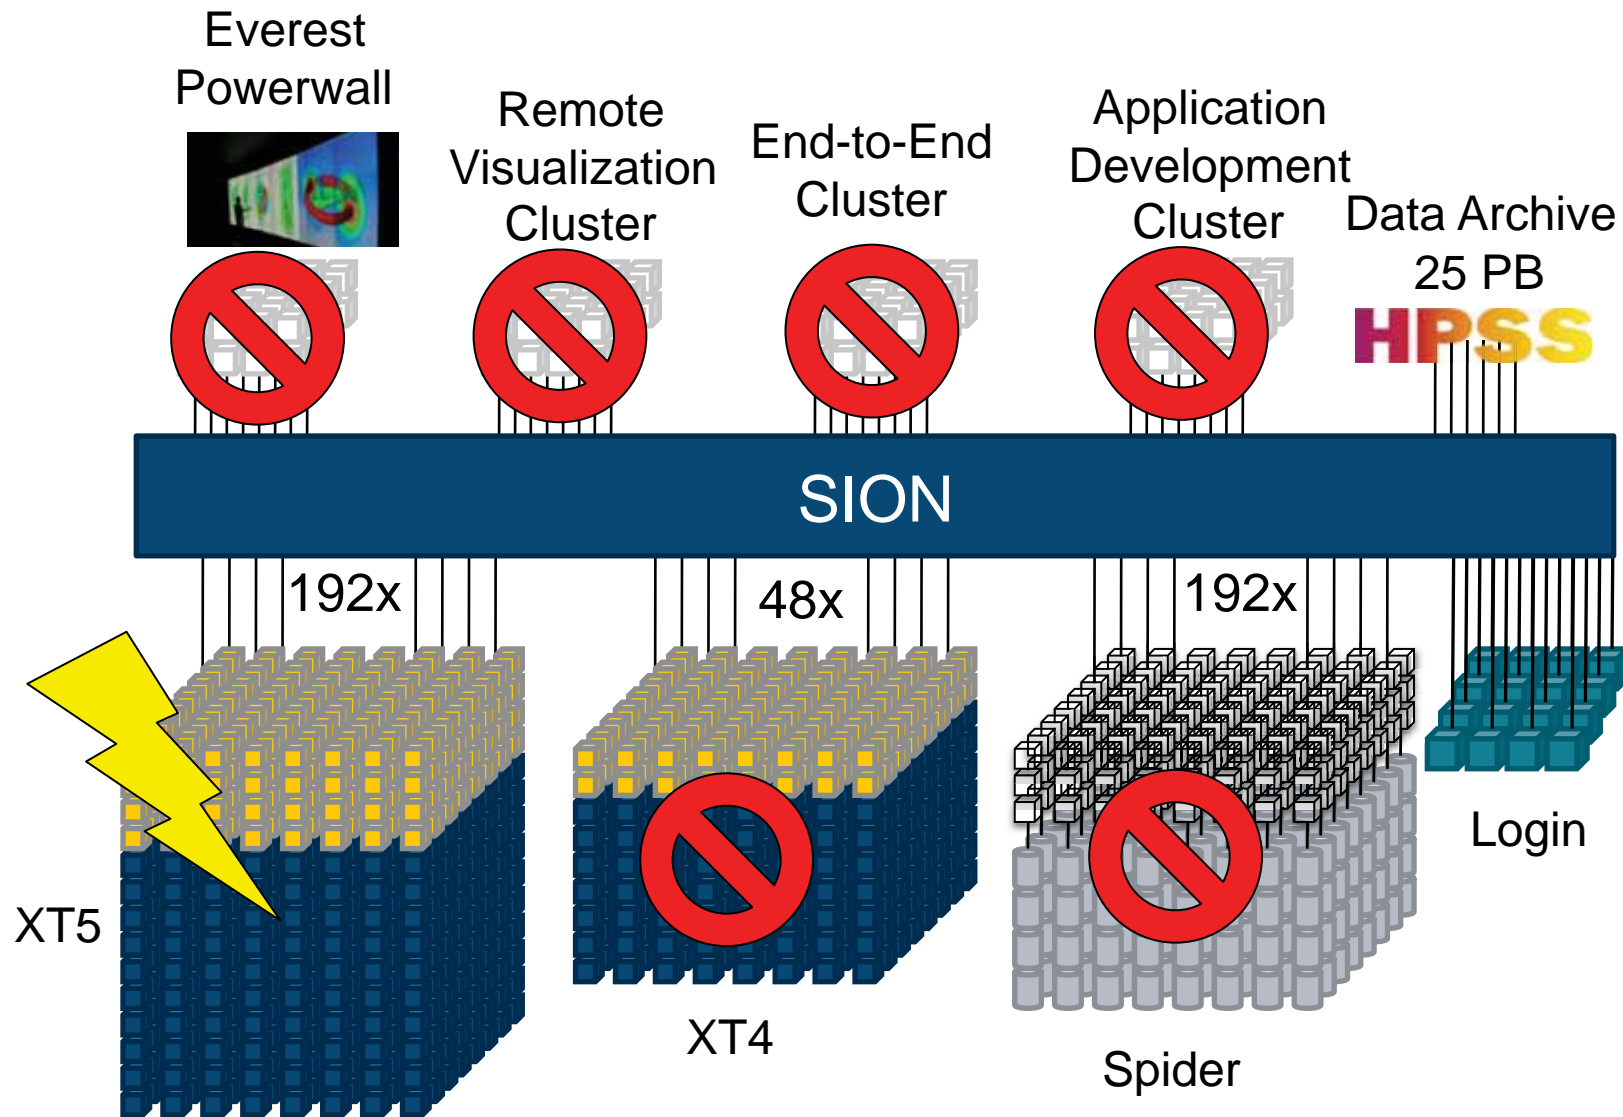 Everest
Powerwall
Remote
Visualization
Cluster
End-to-End
Cluster
Application
Development
Cluster
Data Archive
25 PB
HPSS
SION
192x
48x
192x
XT5
XT4
Spider
Login